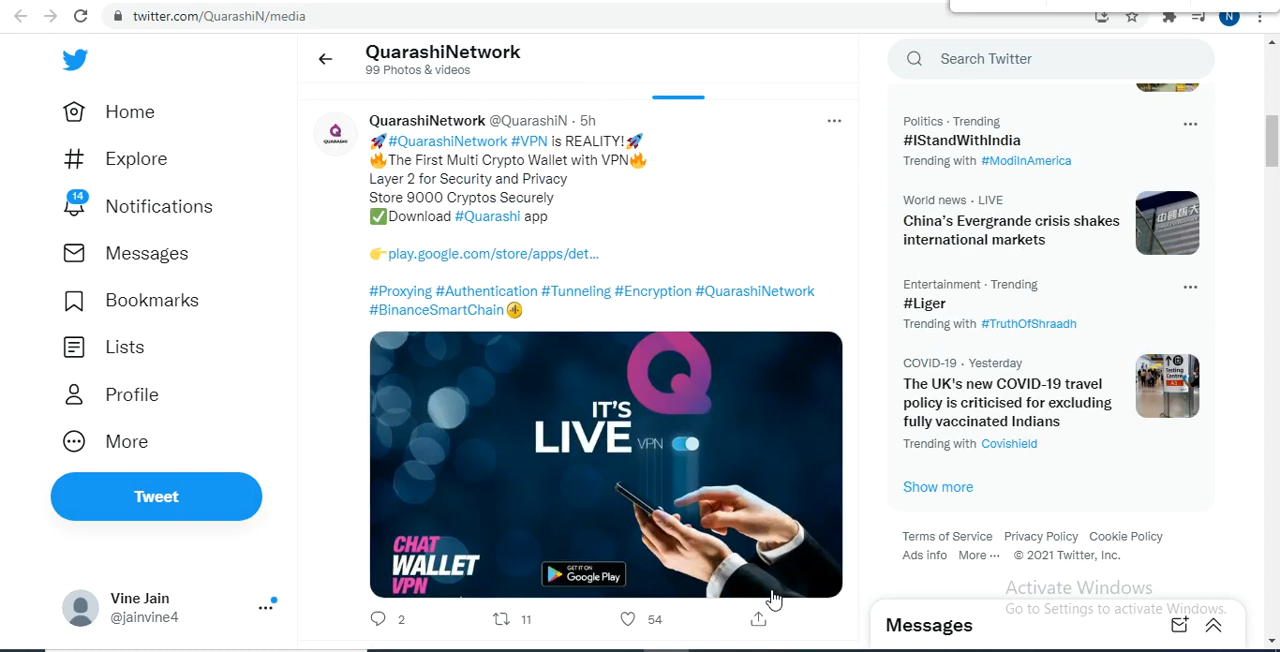 twitter.com/QuarashiN/media
N
QuarashiNetwork
99 Photos & videos
Search Twitter
Home
Explore
14
Notifications
Messages
Bookmarks
Lists
Profile
More
Tweet
Vine Jain
@jainvine4
QUARASHI
QuarashiNetwork @QuarashiN · 5h
🚀#QuarashiNetwork #VPN is REALITY!🚀
🔥The First Multi Crypto Wallet with VPN🔥
Layer 2 for Security and Privacy
Store 9000 Cryptos Securely
✅Download #Quarashi app
👉play.google.com/store/apps/det...
#Proxying #Authentication #Tunneling #Encryption #QuarashiNetwork
#BinanceSmartChain
IT'S
LIVE VPN
CHAT
WALLET
VPN
GET IT ON
Google Play
2
11
54
Politics · Trending
#IStandWithIndia
Trending with #ModiInAmerica
World news · LIVE
China's Evergrande crisis shakes
international markets
Entertainment · Trending
#Liger
Trending with #TruthOfShraadh
COVID-19 · Yesterday
The UK's new COVID-19 travel
policy is criticised for excluding
fully vaccinated Indians
Trending with Covishield
Show more
Terms of Service Privacy Policy Cookie Policy
Ads info More ··· © 2021 Twitter, Inc.
Activate Windows
Go to Settings to activate Windows.
Messages